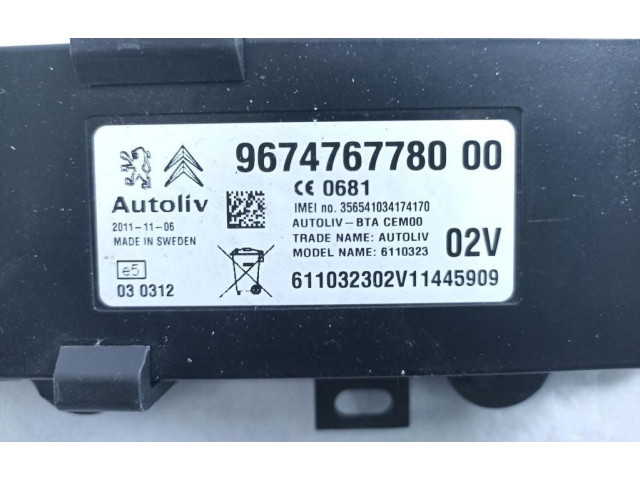 9674767780 00
CE 0681
Autoliv
IMEI no. 356541034174170
2011-11-06
AUTOLIV-BTA CEM00
MADE IN SWEDEN
TRADE NAME: AUTOLIV
02V
MODEL NAME: 6110323
e5
03 0312
611032302V11445909